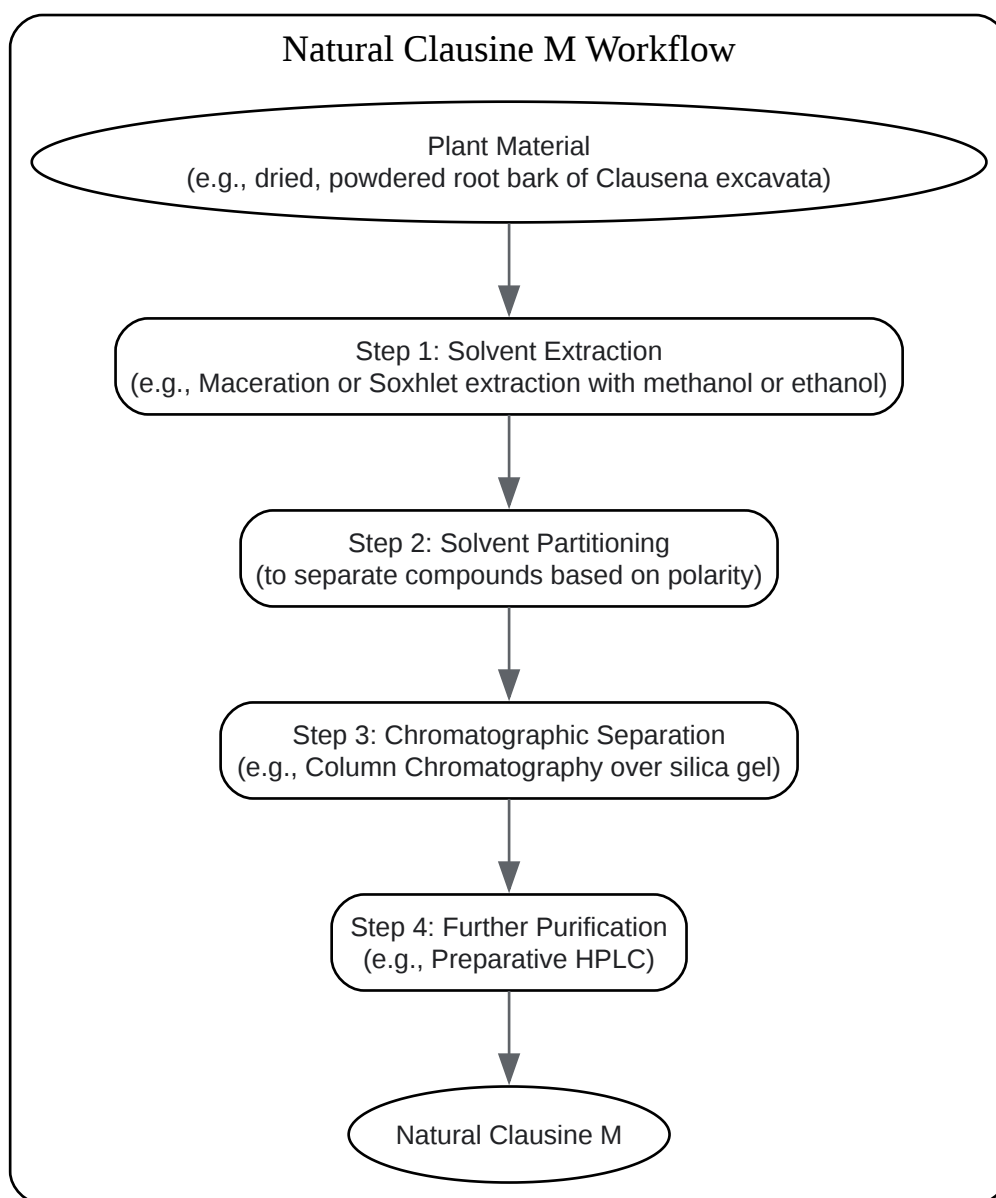 Natural Clausine M Workflow
Plant Material
(e.g., dried, powdered root bark of Clausena excavata)
Step 1: Solvent Extraction
(e.g., Maceration or Soxhlet extraction with methanol or ethanol)
Step 2: Solvent Partitioning
(to separate compounds based on polarity)
Step 3: Chromatographic Separation
(e.g., Column Chromatography over silica gel)
Step 4: Further Purification
(e.g., Preparative HPLC)
Natural Clausine M